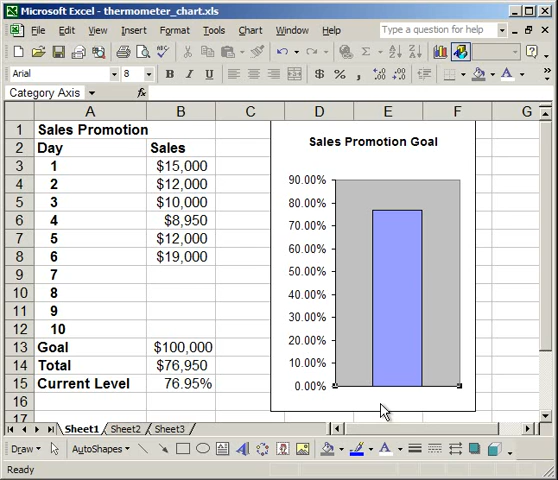 Microsoft Excel - thermometer_chart.xls
File Edit View Insert Format Tools Chart Window Help Type a question for help
Arial 8 B I U $ % ,
Category Axis fx
A B C D E F G
1 Sales Promotion
2 Day Sales
3 1 $15,000
4 2 $12,000
5 3 $10,000
6 4 $8,950
7 5 $12,000
8 6 $19,000
9 7
10 8
11 9
12 10
13 Goal $100,000
14 Total $76,950
15 Current Level 76.95%
16
17
Sales Promotion Goal
90.00%
80.00%
70.00%
60.00%
50.00%
40.00%
30.00%
20.00%
10.00%
0.00%
Sheet1 Sheet2 Sheet3
Draw AutoShapes
Ready